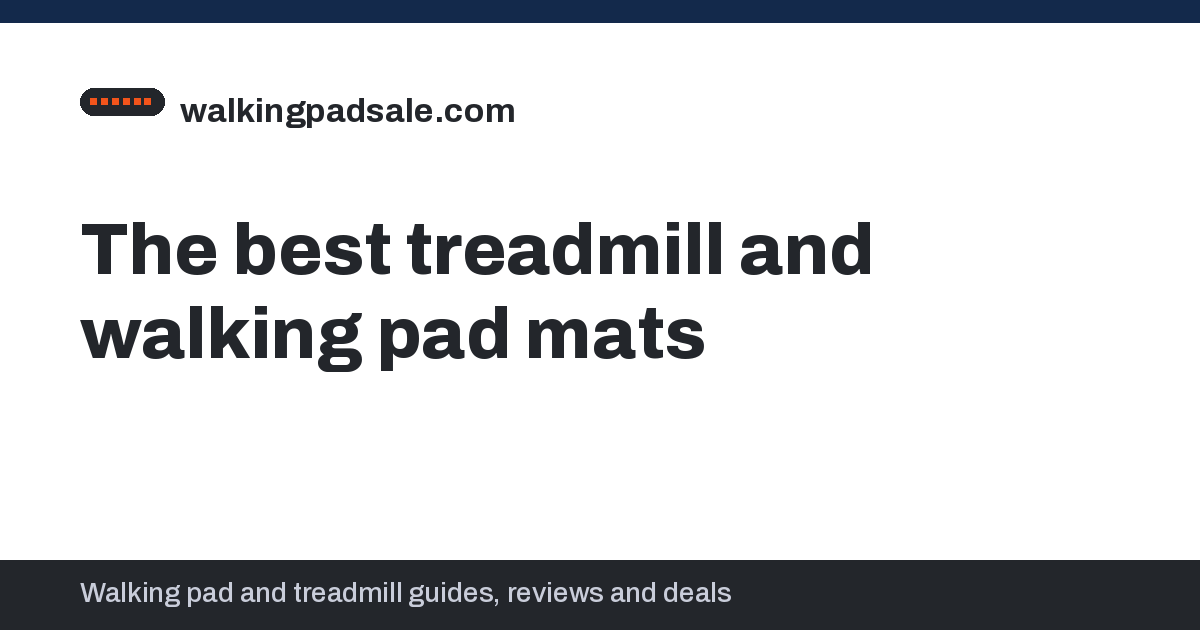 walkingpadsale.com
The best treadmill and
walking pad mats
Walking pad and treadmill guides, reviews and deals